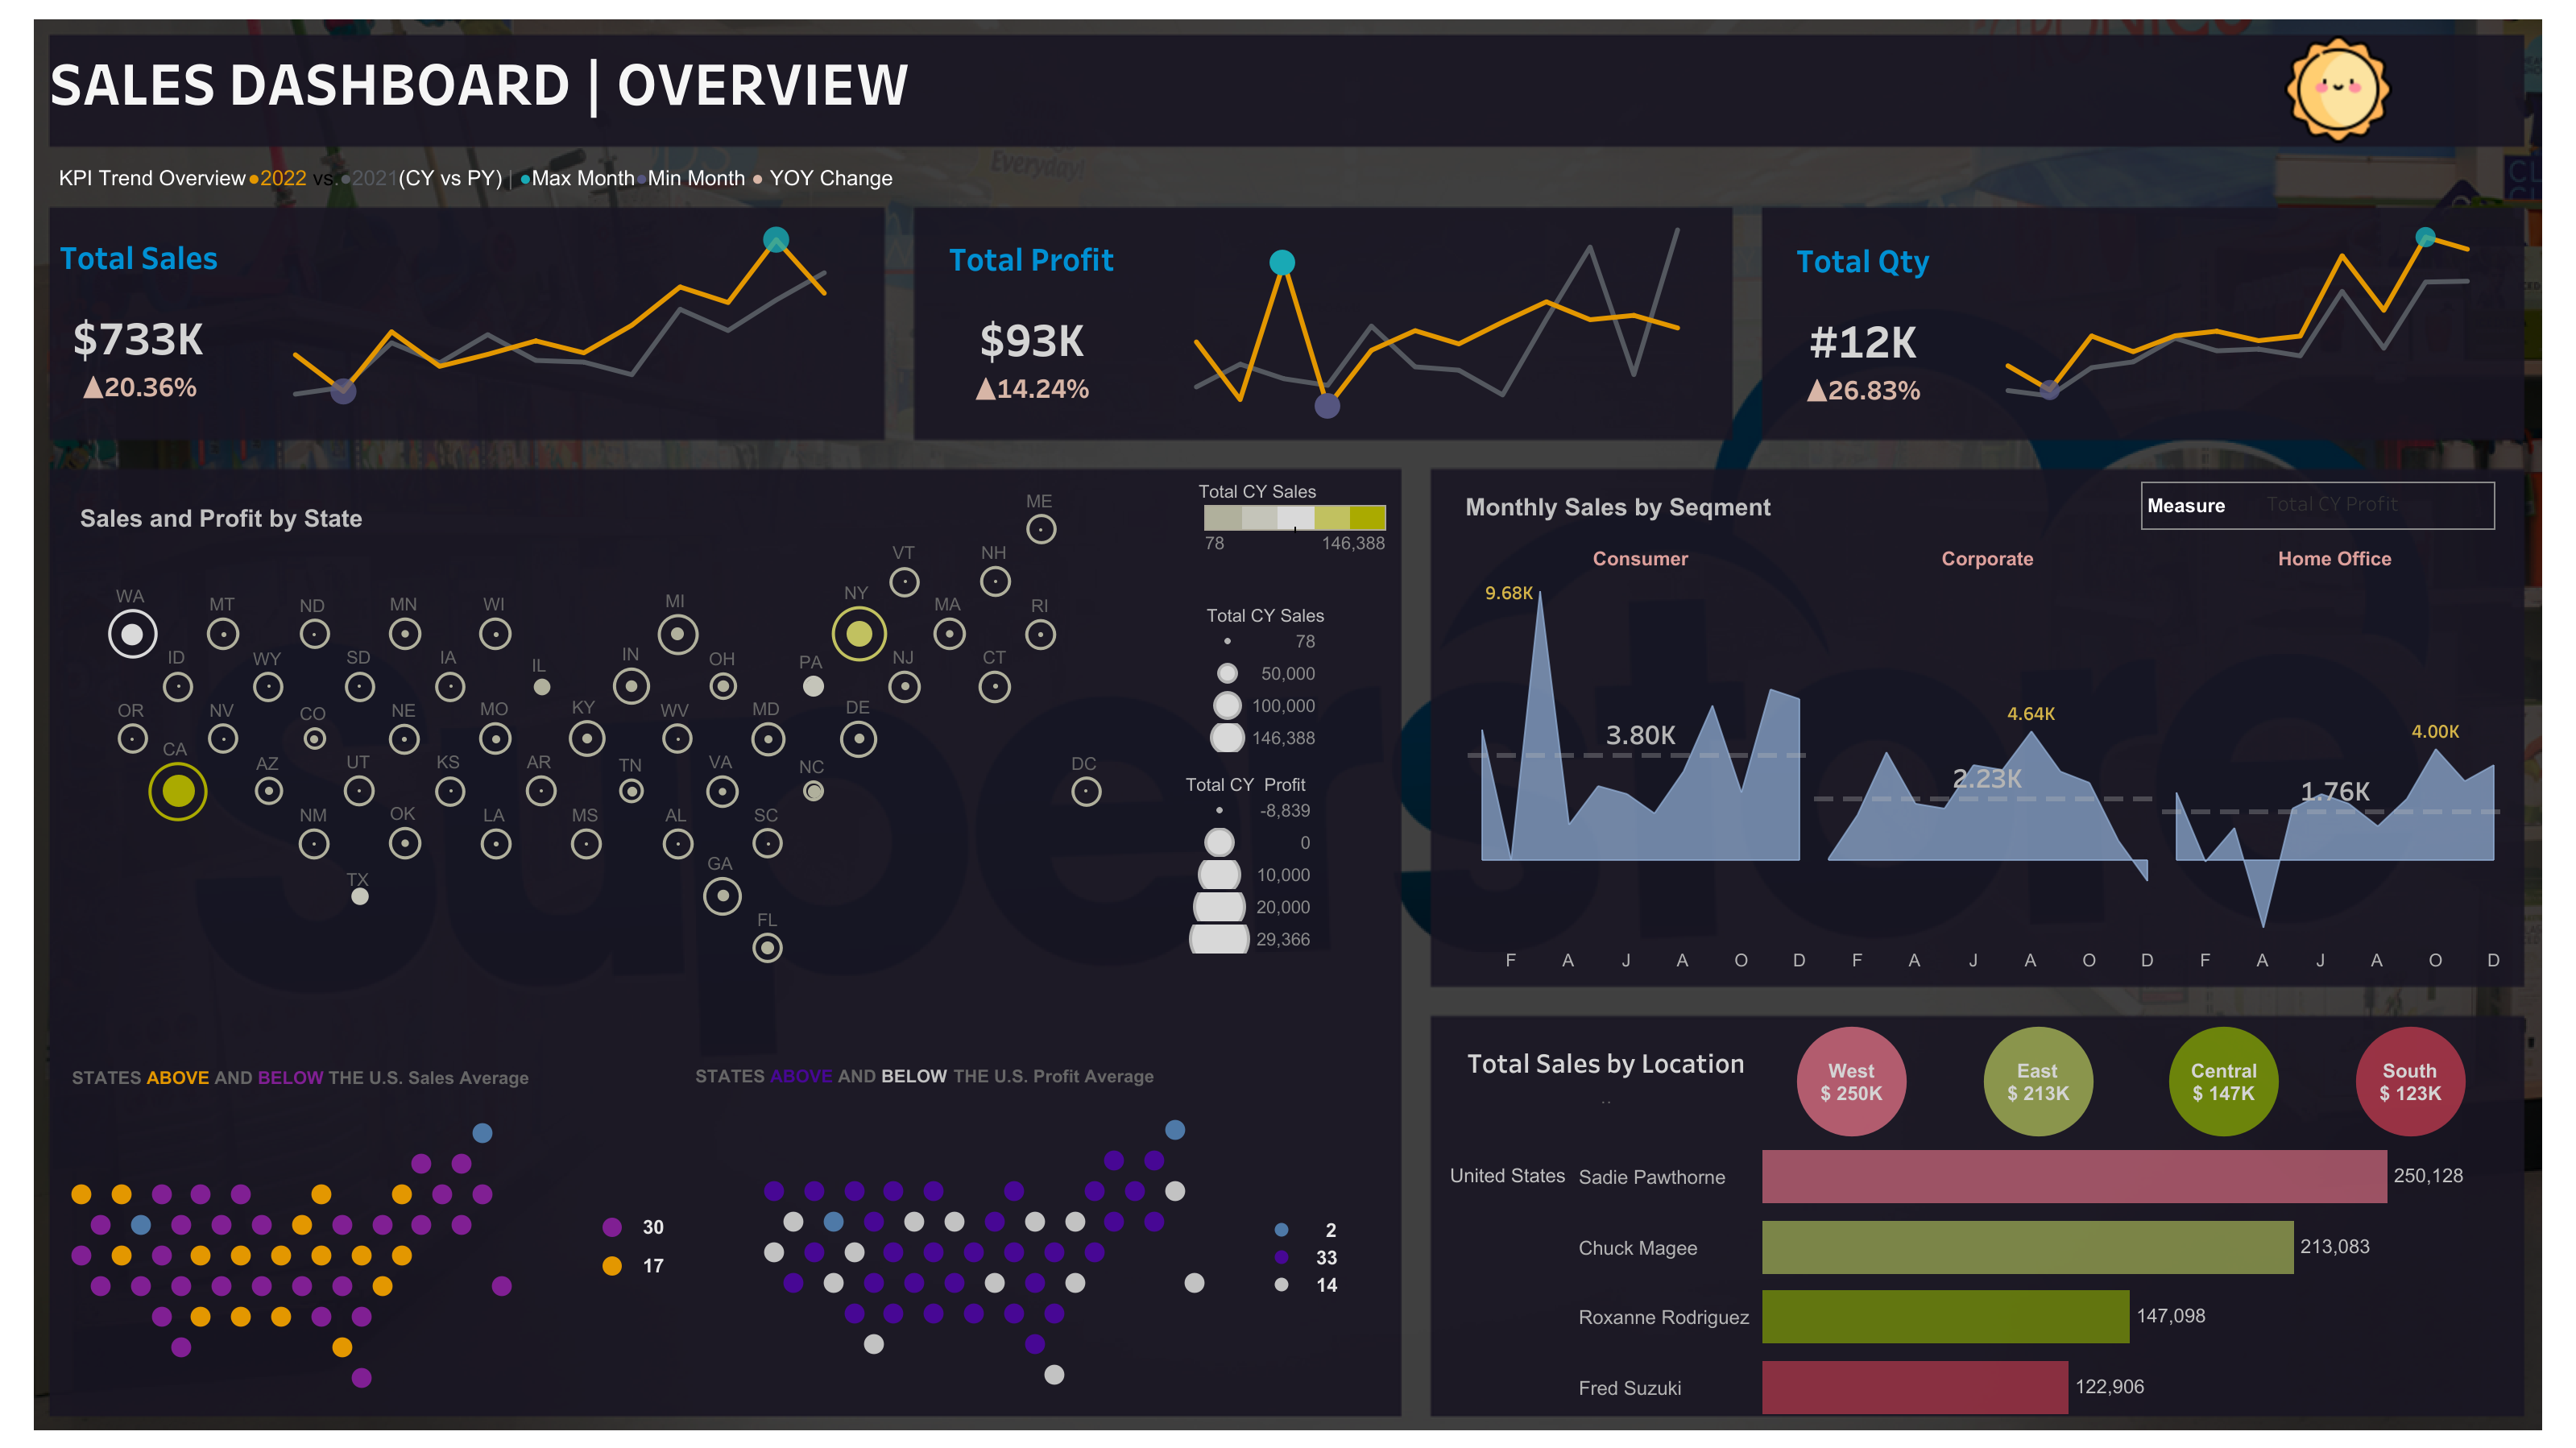 SALES DASHBOARD | OVERVIEW
KPI Trend Overview●2022 vs.●2021(CY vs PY) | ●Max Month●Min Month ● YOY Change
Total Sales
$733K
▲20.36%
Total Profit
$93K
▲14.24%
Total Qty
#12K
▲26.83%
Sales and Profit by State
ME
VT
NH
WA
MT
ND
MN
WI
MI
NY
MA
RI
ID
WY
SD
IA
IL
IN
OH
PA
NJ
CT
OR
NV
CO
NE
MO
KY
WV
MD
DE
CA
AZ
UT
KS
AR
TN
VA
NC
DC
NM
OK
LA
MS
AL
SC
TX
GA
FL
Total CY Sales
78 146,388
Total CY Sales
78
50,000
100,000
146,388
Total CY Profit
-8,839
0
10,000
20,000
29,366
STATES ABOVE AND BELOW THE U.S. Sales Average
30
17
STATES ABOVE AND BELOW THE U.S. Profit Average
2
33
14
Monthly Sales by Seqment
Measure Total CY Profit
Consumer Corporate Home Office
9.68K
3.80K
4.64K
2.23K
4.00K
1.76K
F A J A O D F A J A O D F A J A O D
Total Sales by Location
..
West
$ 250K
East
$ 213K
Central
$ 147K
South
$ 123K
United States Sadie Pawthorne 250,128
Chuck Magee 213,083
Roxanne Rodriguez 147,098
Fred Suzuki 122,906
Superstore
Everyday!